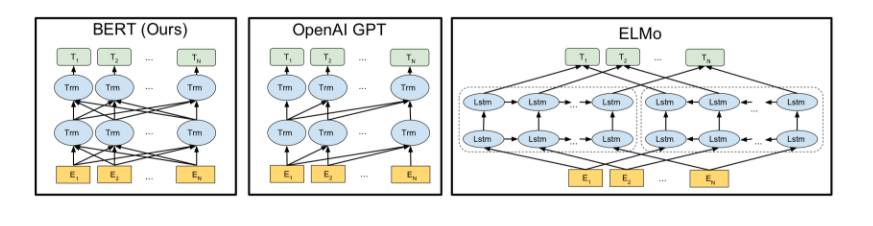 BERT (Ours)
T1 T2 ... TN
Trm Trm ... Trm
Trm Trm ... Trm
E1 E2 ... EN
OpenAI GPT
T1 T2 ... TN
Trm Trm ... Trm
Trm Trm ... Trm
E1 E2 ... EN
ELMo
T1 T2 ... TN
Lstm Lstm ... Lstm Lstm Lstm ... Lstm
Lstm Lstm ... Lstm Lstm Lstm ... Lstm
E1 E2 ... EN